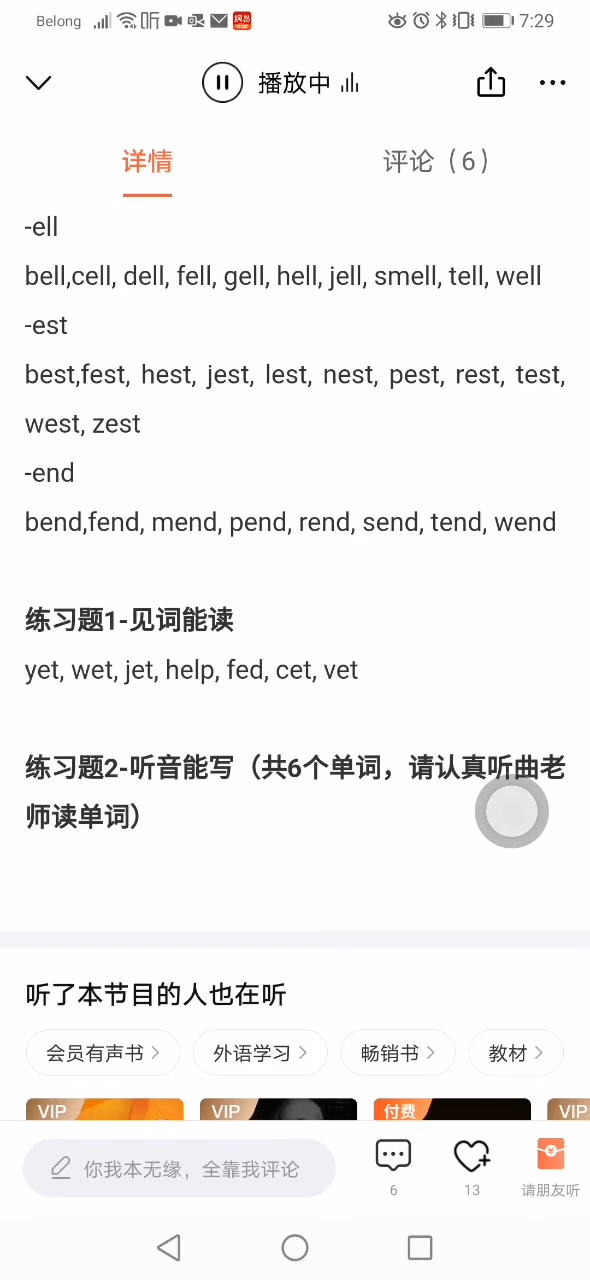 Belong 7:29
播放中
详情 评论（6）
-ell
bell,cell, dell, fell, gell, hell, jell, smell, tell, well
-est
best,fest, hest, jest, lest, nest, pest, rest, test,
west, zest
-end
bend,fend, mend, pend, rend, send, tend, wend
练习题1-见词能读
yet, wet, jet, help, fed, cet, vet
练习题2-听音能写（共6个单词，请认真听曲老
师读单词）
听了本节目的人也在听
会员有声书 外语学习 畅销书 教材
VIP VIP 付费 VIP
你我本无缘，全靠我评论
6 13 请朋友听